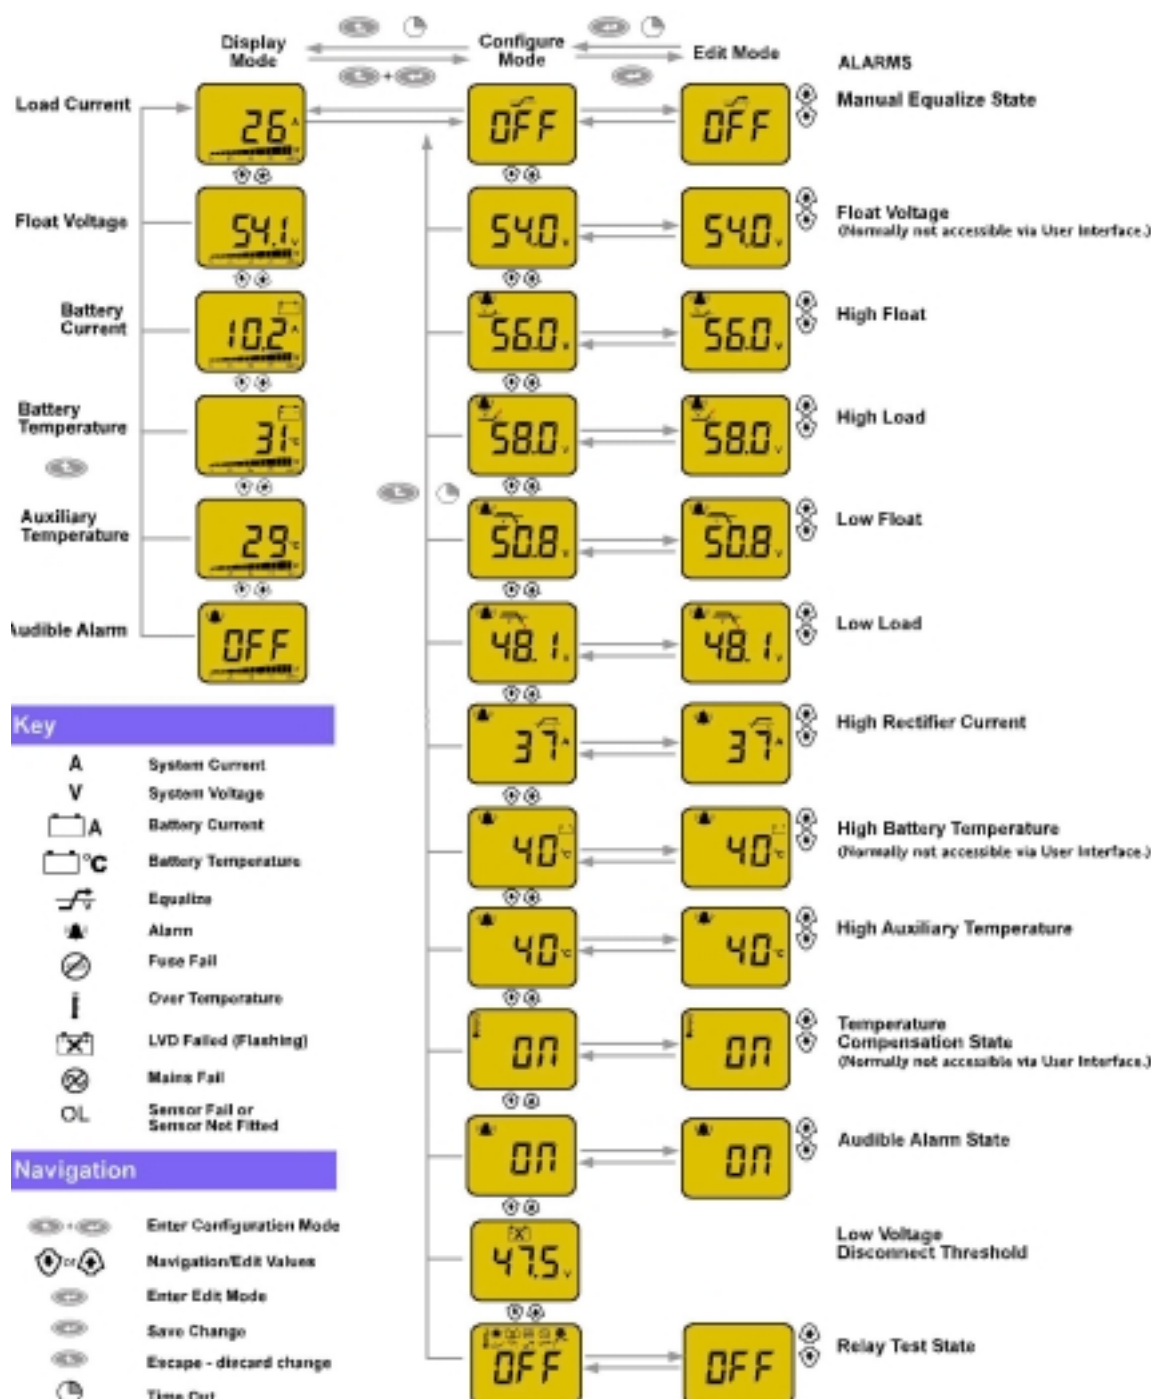 Display
Mode
Configure
Mode
Edit Mode
ALARMS
Load Current
26 A
OFF
OFF
Manual Equalize State
Float Voltage
54.1 V
54.0 V
54.0 V
Float Voltage
(Normally not accessible via User Interface.)
Battery
Current
10.2 A
56.0 V
56.0 V
High Float
Battery
Temperature
31 °C
58.0 V
58.0 V
High Load
Auxiliary
Temperature
29 °C
50.8 V
50.8 V
Low Float
Audible Alarm
OFF
48.1 V
48.1 V
Low Load
37 A
37 A
High Rectifier Current
40 °C
40 °C
High Battery Temperature
(Normally not accessible via User Interface.)
40 °C
40 °C
High Auxiliary Temperature
ON
ON
Temperature
Compensation State
(Normally not accessible via User Interface.)
ON
ON
Audible Alarm State
47.5 V
Low Voltage
Disconnect Threshold
OFF
OFF
Relay Test State
Key
A System Current
V System Voltage
A Battery Current
°C Battery Temperature
Equalize
Alarm
Fuse Fail
Over Temperature
LVD Failed (Flashing)
Mains Fail
OL Sensor Fail or
Sensor Not Fitted
Navigation
+ Enter Configuration Mode
or Navigation/Edit Values
Enter Edit Mode
Save Change
Escape - discard change
Time Out